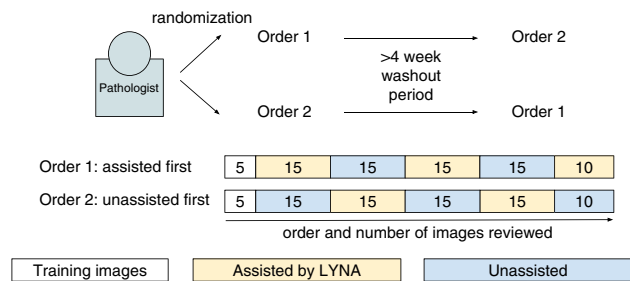 randomization
Order 1
Order 2
>4 week
washout
period
Pathologist
Order 2
Order 1
Order 1: assisted first
5 15 15 15 15 10
Order 2: unassisted first
5 15 15 15 15 10
order and number of images reviewed
Training images
Assisted by LYNA
Unassisted